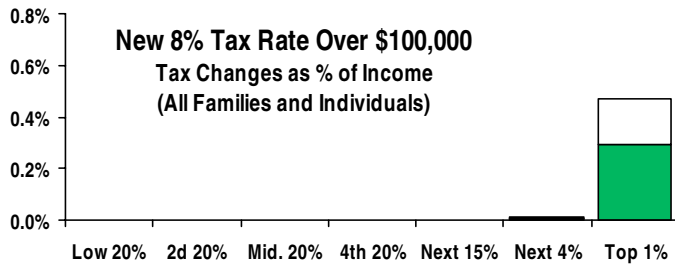 New 8% Tax Rate Over $100,000
Tax Changes as % of Income
(All Families and Individuals)
0.8%
0.6%
0.4%
0.2%
0.0%
Low 20% 2d 20% Mid. 20% 4th 20% Next 15% Next 4% Top 1%